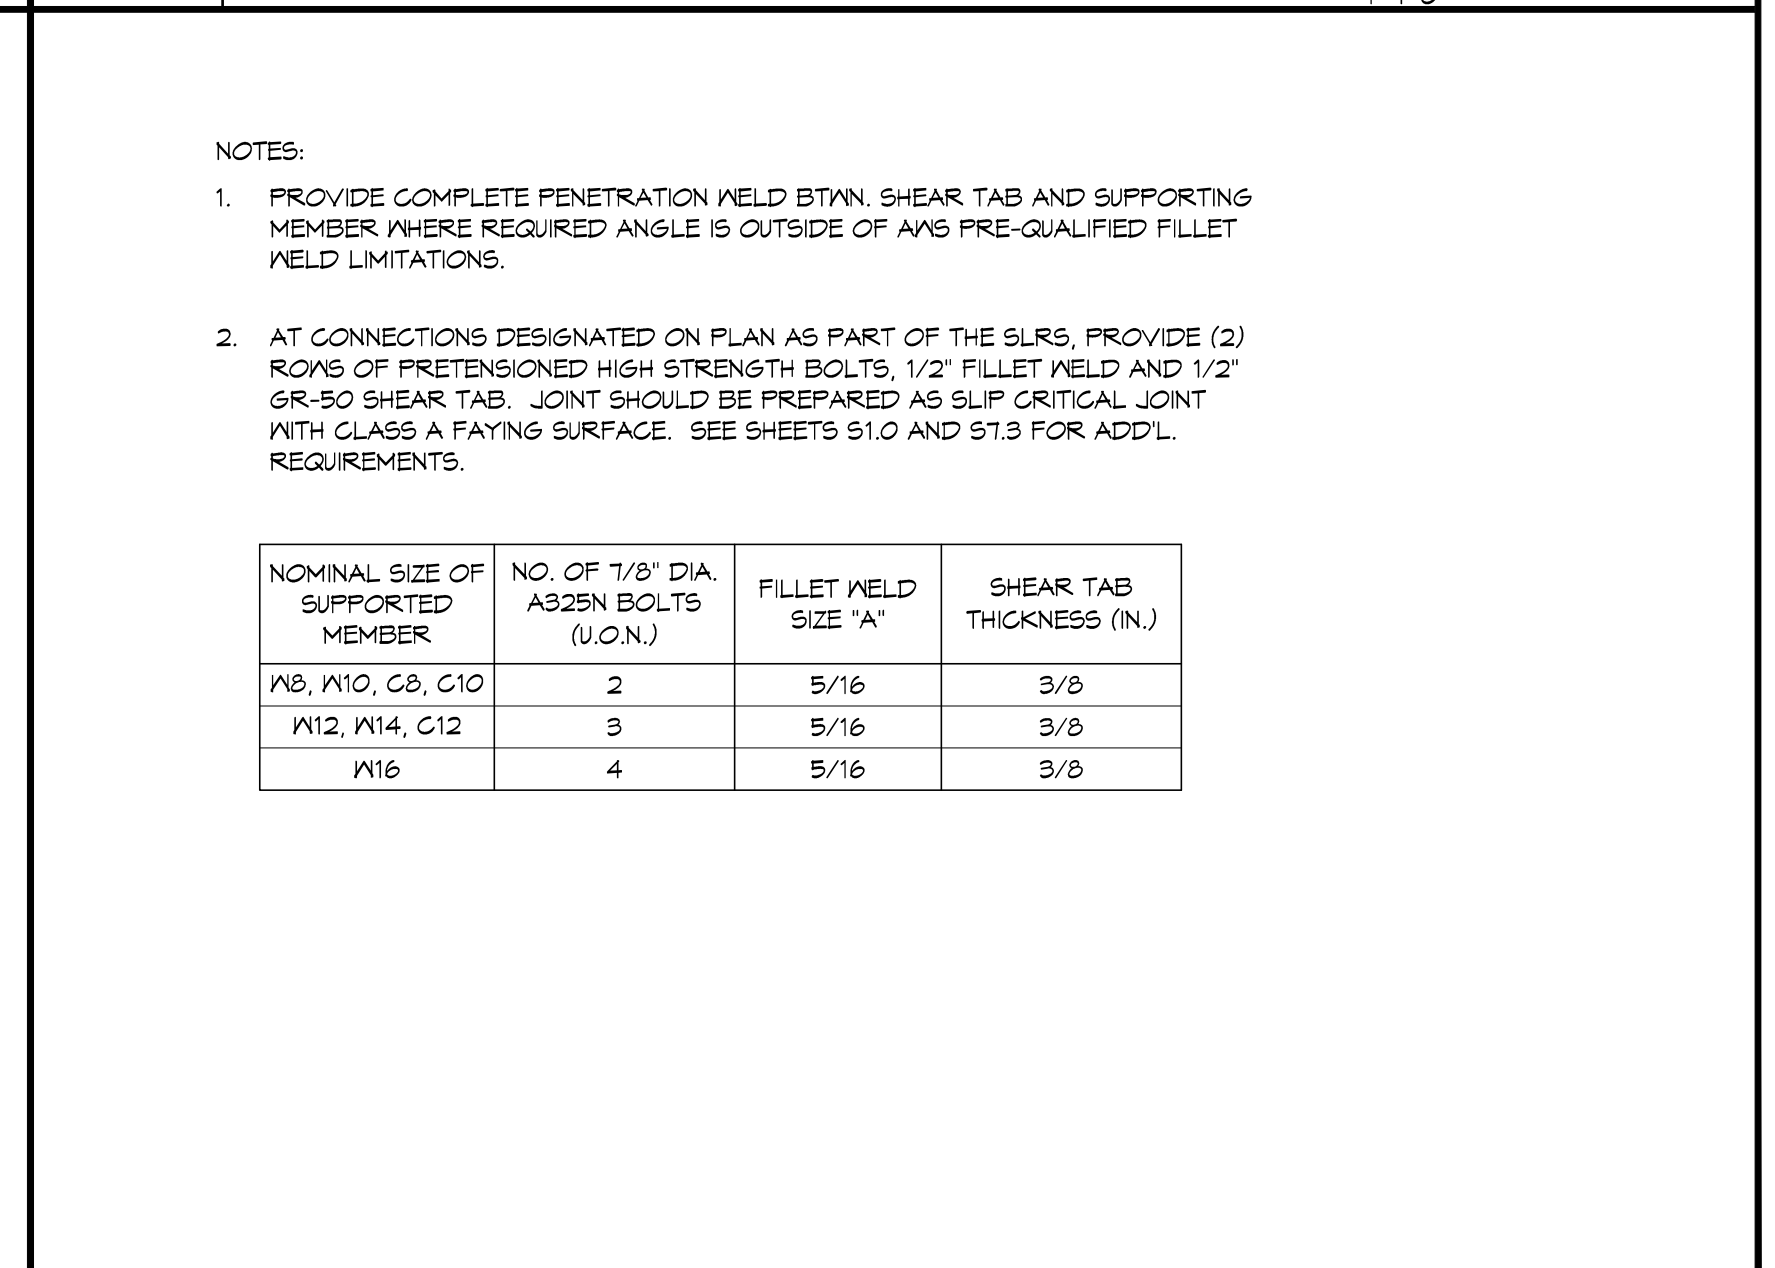 NOTES:
1. PROVIDE COMPLETE PENETRATION WELD BTWN. SHEAR TAB AND SUPPORTING
MEMBER WHERE REQUIRED ANGLE IS OUTSIDE OF AWS PRE-QUALIFIED FILLET
WELD LIMITATIONS.
2. AT CONNECTIONS DESIGNATED ON PLAN AS PART OF THE SLRS, PROVIDE (2)
ROWS OF PRETENSIONED HIGH STRENGTH BOLTS, 1/2" FILLET WELD AND 1/2"
GR-50 SHEAR TAB. JOINT SHOULD BE PREPARED AS SLIP CRITICAL JOINT
WITH CLASS A FAYING SURFACE. SEE SHEETS S1.0 AND S7.3 FOR ADD'L.
REQUIREMENTS.
NOMINAL SIZE OF
SUPPORTED
MEMBER
NO. OF 7/8" DIA.
A325N BOLTS
(U.O.N.)
FILLET WELD
SIZE "A"
SHEAR TAB
THICKNESS (IN.)
W8, W10, C8, C10 2 5/16 3/8
W12, W14, C12 3 5/16 3/8
W16 4 5/16 3/8